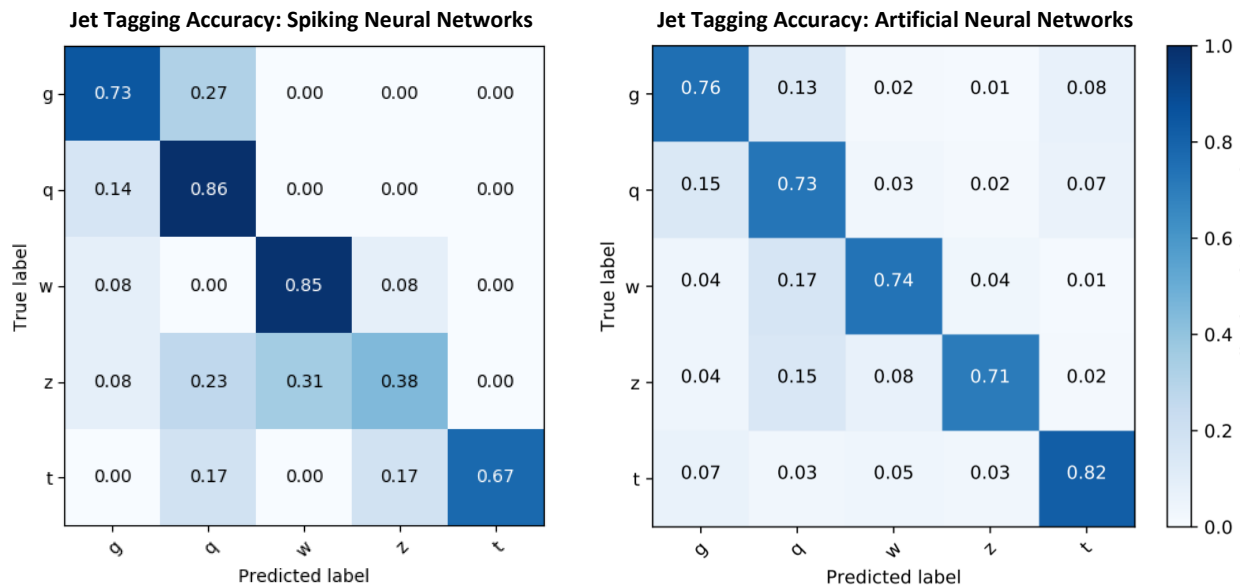 Jet Tagging Accuracy: Spiking Neural Networks
g 0.73 0.27 0.00 0.00 0.00
q 0.14 0.86 0.00 0.00 0.00
w 0.08 0.00 0.85 0.08 0.00
z 0.08 0.23 0.31 0.38 0.00
t 0.00 0.17 0.00 0.17 0.67
True label
g q w z t
Predicted label
Jet Tagging Accuracy: Artificial Neural Networks
g 0.76 0.13 0.02 0.01 0.08
q 0.15 0.73 0.03 0.02 0.07
w 0.04 0.17 0.74 0.04 0.01
z 0.04 0.15 0.08 0.71 0.02
t 0.07 0.03 0.05 0.03 0.82
True label
g q w z t
Predicted label
1.0
0.8
0.6
0.4
0.2
0.0